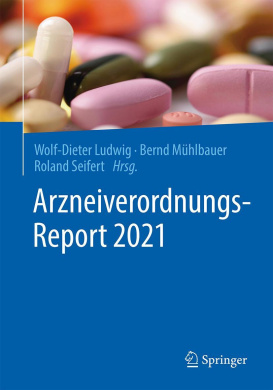 Wolf-Dieter Ludwig · Bernd Mühlbauer
Roland Seifert Hrsg.
Arzneiverordnungs-
Report 2021
Springer